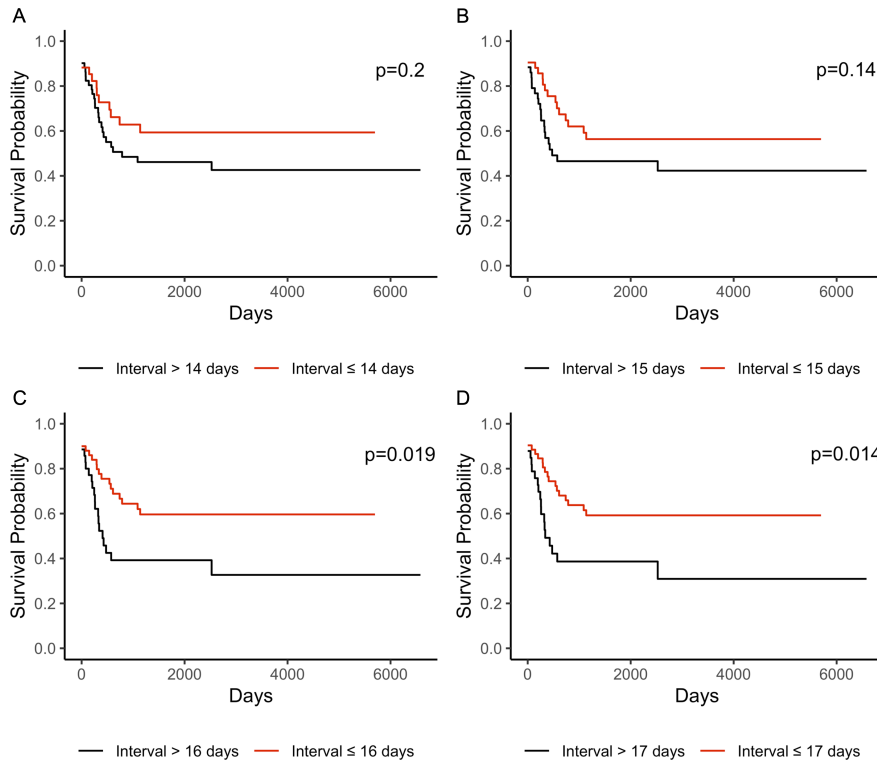 A
Survival Probability
1.0
0.8
0.6
0.4
0.2
0.0
p=0.2
0 2000 4000 6000
Days
Interval > 14 days Interval ≤ 14 days
B
Survival Probability
1.0
0.8
0.6
0.4
0.2
0.0
p=0.14
0 2000 4000 6000
Days
Interval > 15 days Interval ≤ 15 days
C
Survival Probability
1.0
0.8
0.6
0.4
0.2
0.0
p=0.019
0 2000 4000 6000
Days
Interval > 16 days Interval ≤ 16 days
D
Survival Probability
1.0
0.8
0.6
0.4
0.2
0.0
p=0.014
0 2000 4000 6000
Days
Interval > 17 days Interval ≤ 17 days